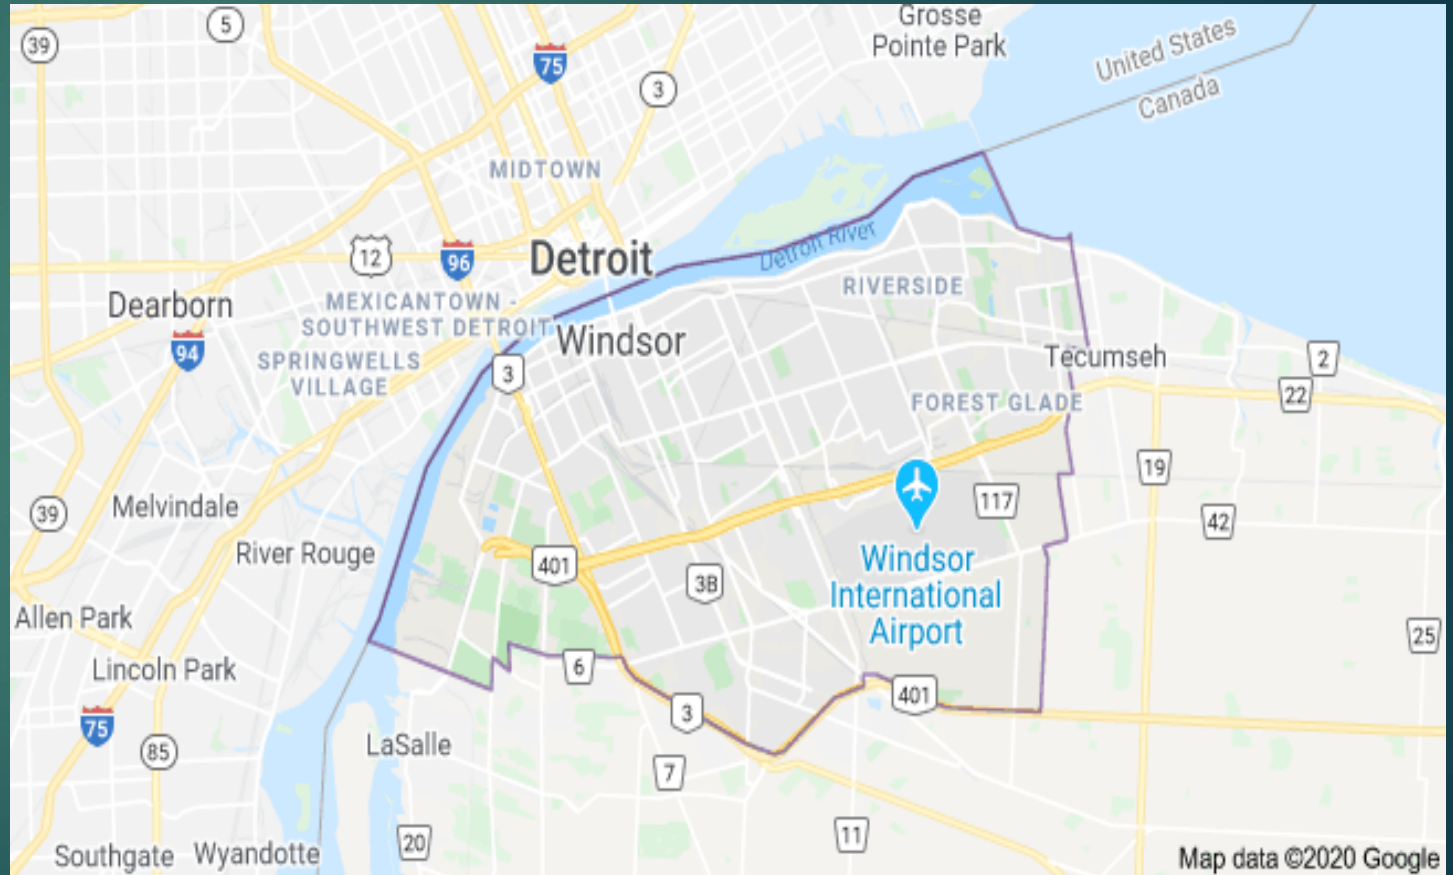 Grosse
Pointe Park
5
39
United States
75
3
Canada
MIDTOWN
Detroit River
12
96
Detroit
RIVERSIDE
Dearborn
MEXICANTOWN -
SOUTHWEST DETROIT
Windsor
94
SPRINGWELLS
VILLAGE
3
Tecumseh
2
22
FOREST GLADE
19
117
Melvindale
39
42
River Rouge
401
3B
Windsor
International
Airport
Allen Park
25
Lincoln Park
6
401
3
75
85
LaSalle
7
20
11
Southgate
Wyandotte
Map data ©2020 Google